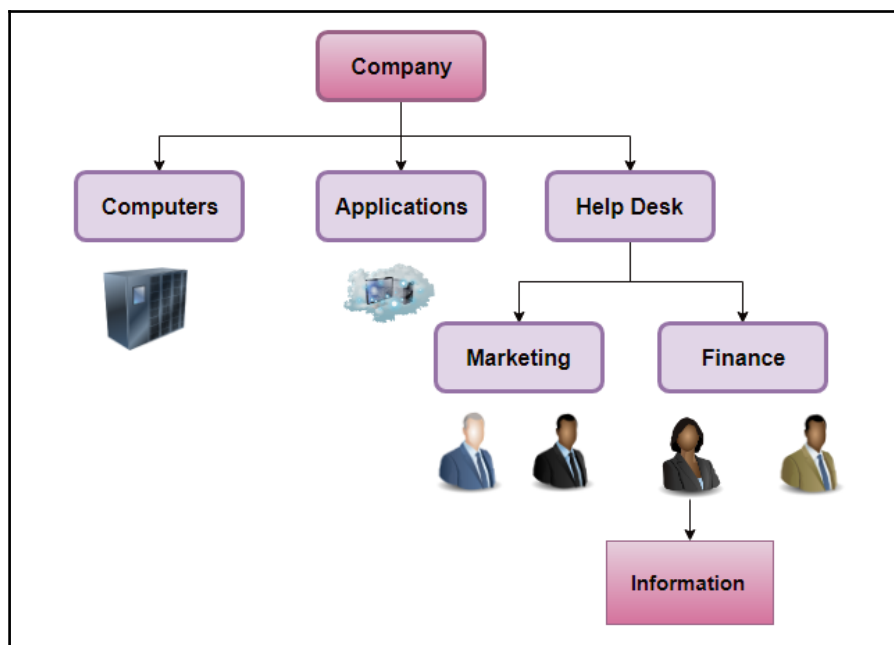 Company
Computers
Applications
Help Desk
Marketing
Finance
Information